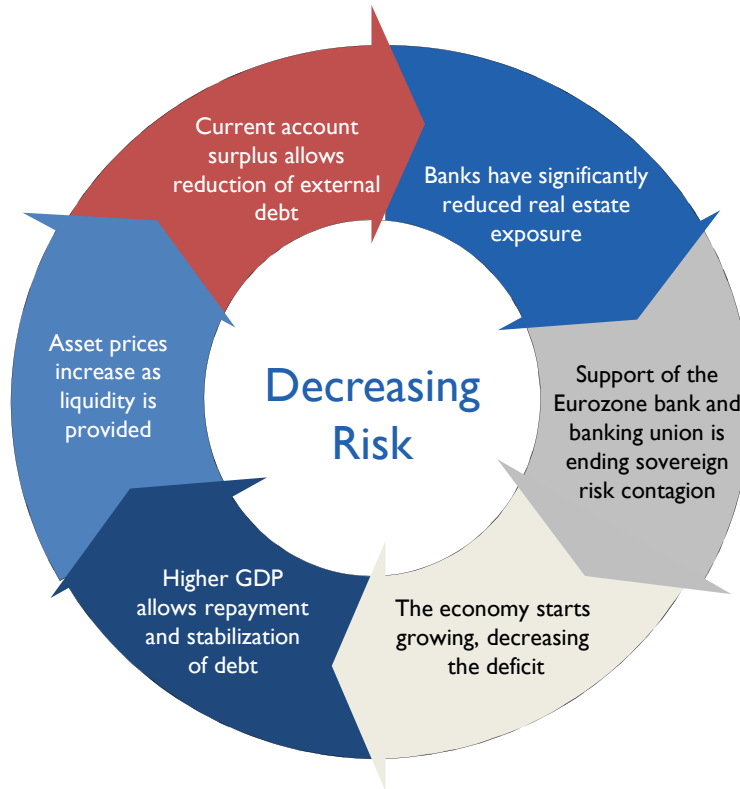 Current account
surplus allows
reduction of external
debt
Banks have significantly
reduced real estate
exposure
Support of the
Eurozone bank and
banking union is
ending sovereign
risk contagion
The economy starts
growing, decreasing
the deficit
Higher GDP
allows repayment
and stabilization
of debt
Asset prices
increase as
liquidity is
provided
Decreasing
Risk